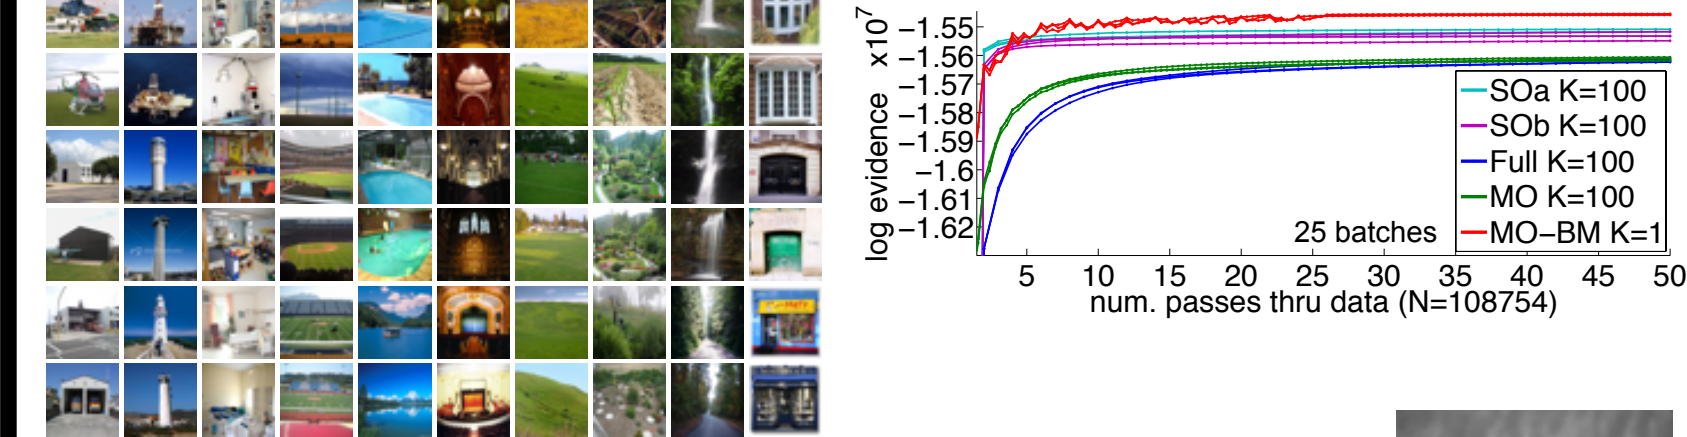 x10⁷
log evidence
−1.55
−1.56
−1.57
−1.58
−1.59
−1.6
−1.61
−1.62
SOa K=100
SOb K=100
Full K=100
MO K=100
MO−BM K=1
25 batches
5 10 15 20 25 30 35 40 45 50
num. passes thru data (N=108754)